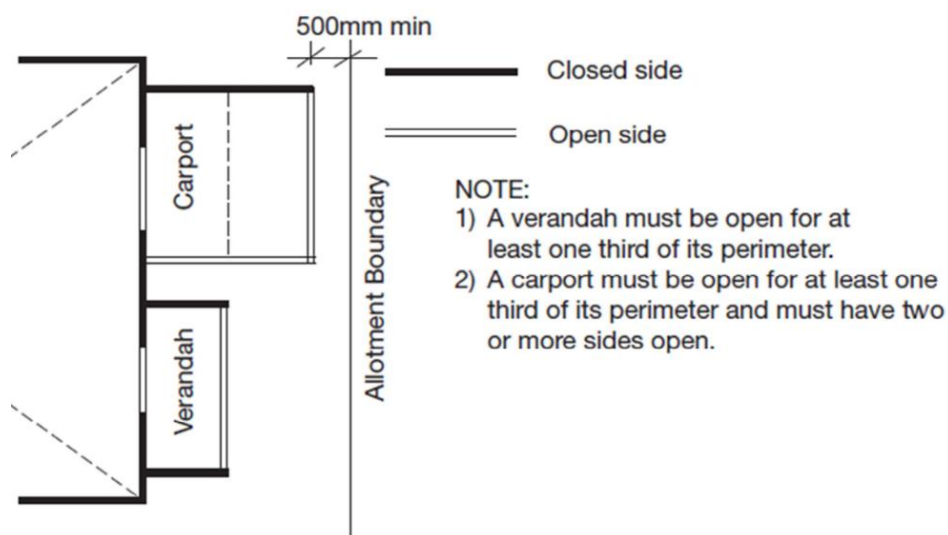 500mm min
Closed side
Open side
Carport
Verandah
Allotment Boundary
NOTE:
1) A verandah must be open for at
least one third of its perimeter.
2) A carport must be open for at least one
third of its perimeter and must have two
or more sides open.